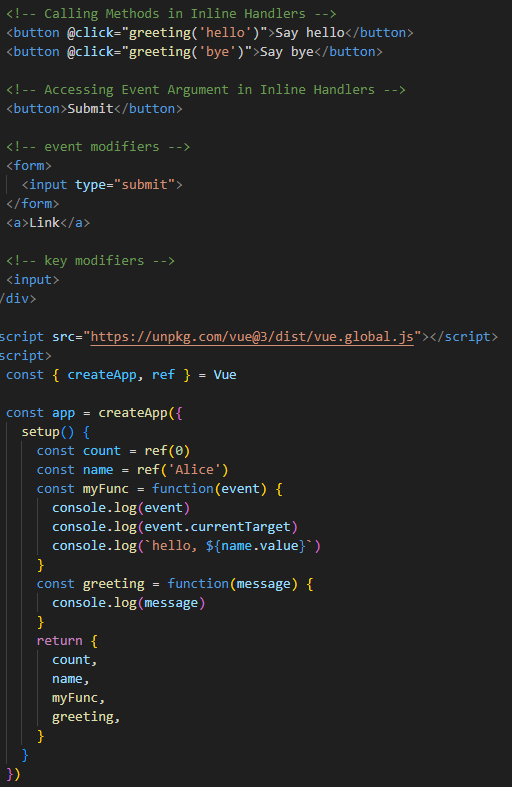 <!-- Calling Methods in Inline Handlers -->
<button @click="greeting('hello')">Say hello</button>
<button @click="greeting('bye')">Say bye</button>
<!-- Accessing Event Argument in Inline Handlers -->
<button>Submit</button>
<!-- event modifiers -->
<form>
<input type="submit">
</form>
<a>Link</a>
<!-- key modifiers -->
<input>
/div>
script src="https://unpkg.com/vue@3/dist/vue.global.js"></script>
script>
const { createApp, ref } = Vue
const app = createApp({
setup() {
const count = ref(0)
const name = ref('Alice')
const myFunc = function(event) {
console.log(event)
console.log(event.currentTarget)
console.log(`hello, ${name.value}`)
}
const greeting = function(message) {
console.log(message)
}
return {
count,
name,
myFunc,
greeting,
}
}
})